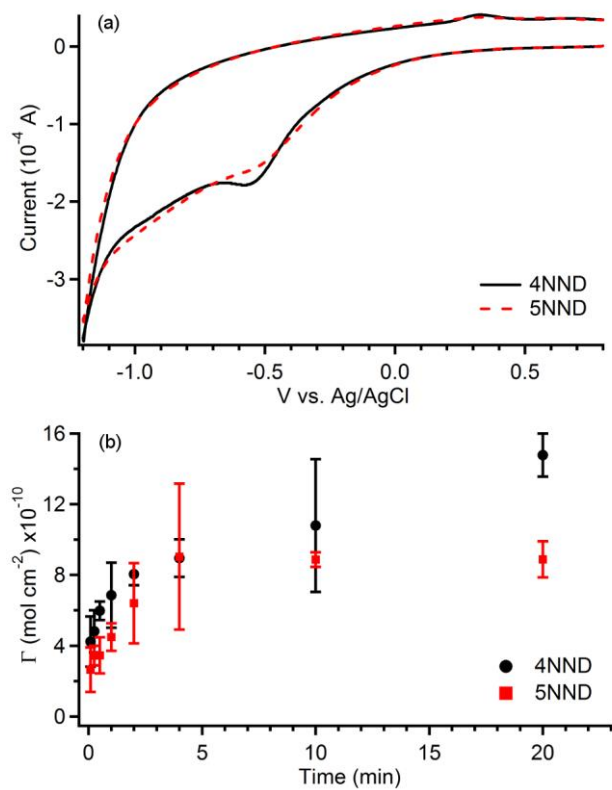 (a)
0
-1
-2
-3
Current (10⁻⁴ A)
4NND
5NND
-1.0 -0.5 0.0 0.5
V vs. Ag/AgCl
(b)
16
12
8
4
0
Γ (mol cm⁻²) x10⁻¹⁰
4NND
5NND
0 5 10 15 20
Time (min)